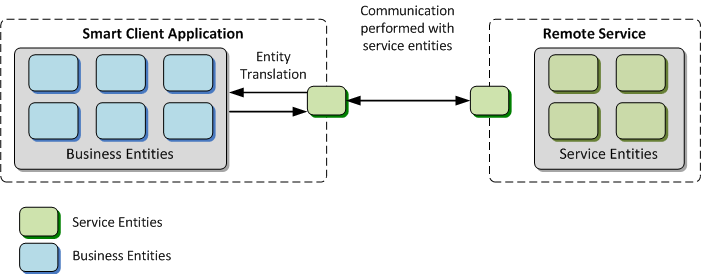 Smart Client Application
Communication
performed with
service entities
Remote Service
Entity
Translation
Business Entities
Service Entities
Service Entities
Business Entities